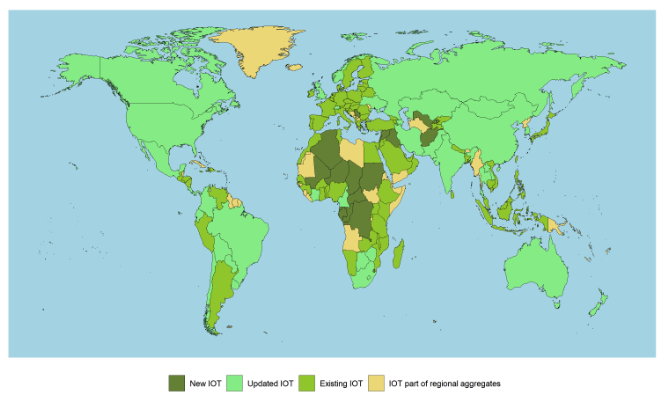 New IOT Updated IOT Existing IOT IOT part of regional aggregates